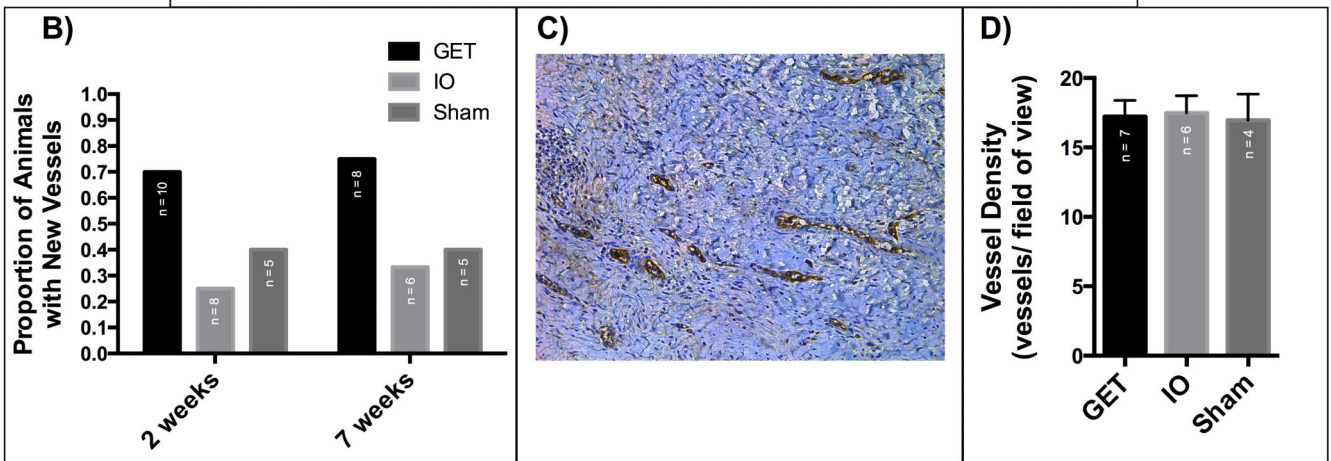 B)
GET
IO
Sham
Proportion of Animals
with New Vessels
1.0
0.9
0.8
0.7
0.6
0.5
0.4
0.3
0.2
0.1
0.0
n = 10
n = 8
n = 5
n = 8
n = 6
n = 5
2 weeks
7 weeks
C)
D)
Vessel Density
(vessels/ field of view)
20
15
10
5
0
n = 7
n = 6
n = 4
GET
IO
Sham